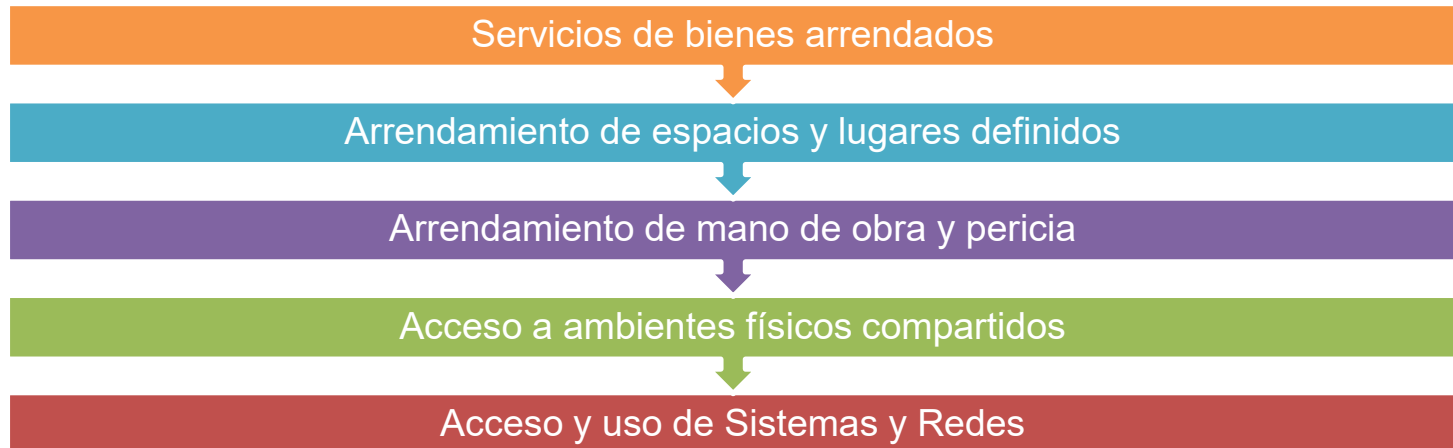 Servicios de bienes arrendados
Arrendamiento de espacios y lugares definidos
Arrendamiento de mano de obra y pericia
Acceso a ambientes físicos compartidos
Acceso y uso de Sistemas y Redes